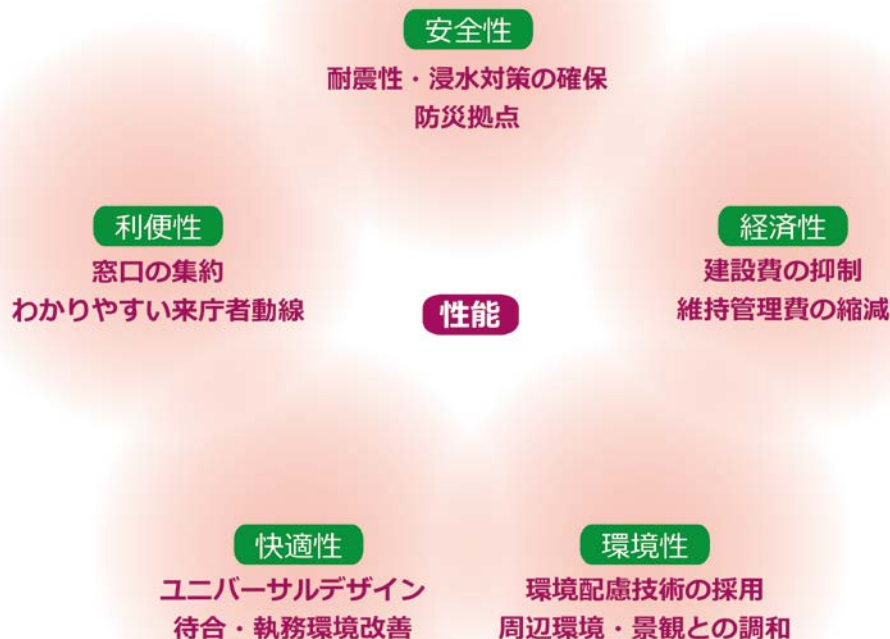 安全性
耐震性・浸水対策の確保
防災拠点
利便性
窓口の集約
わかりやすい来庁者動線
経済性
建設費の抑制
維持管理費の縮減
性能
快適性
ユニバーサルデザイン
待合・執務環境改善
環境性
環境配慮技術の採用
周辺環境・景観との調和